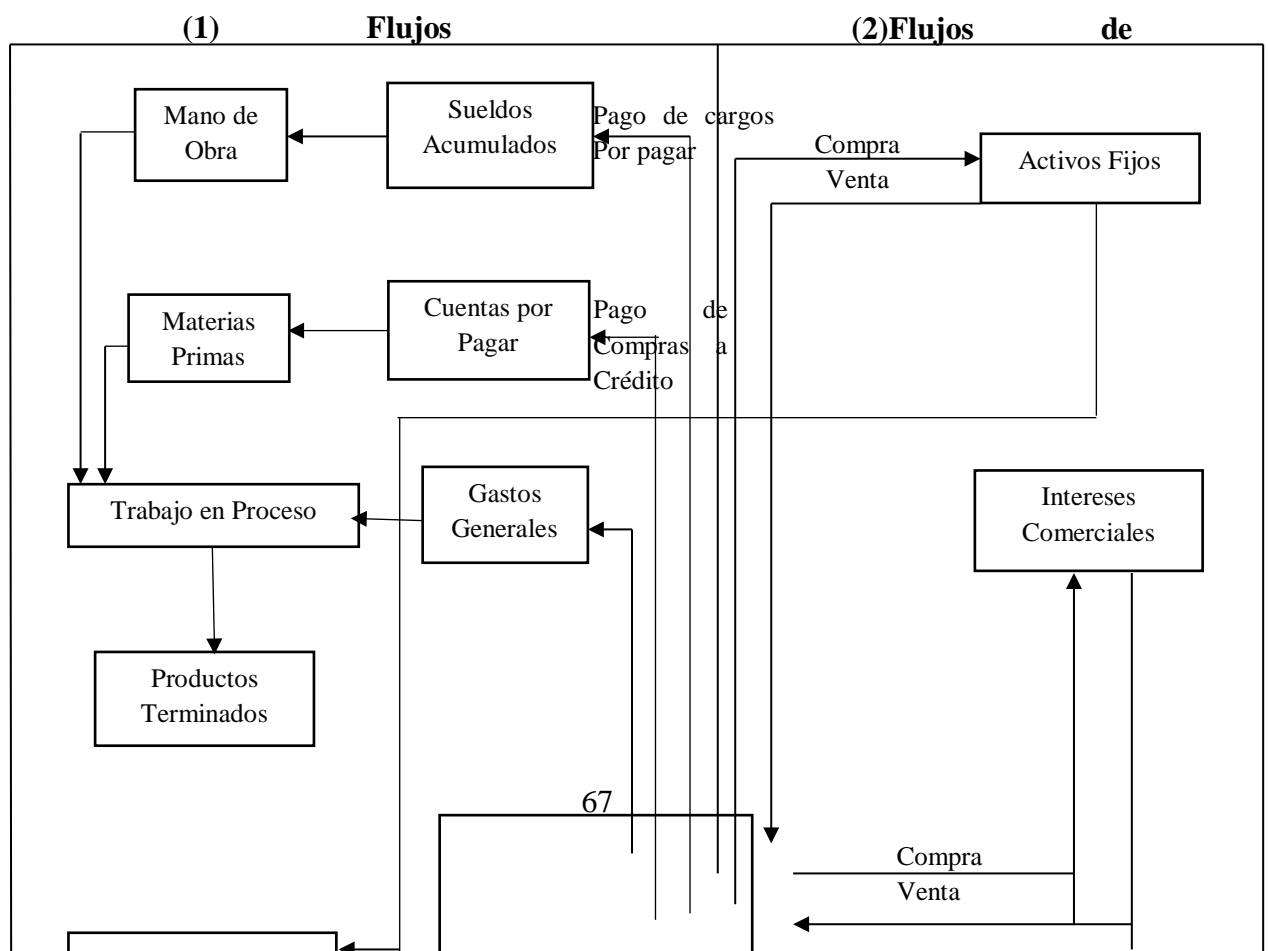 (1) Flujos
(2)Flujos de
Mano de
Obra
Sueldos
Acumulados
Pago de cargos
Por pagar
Compra
Venta
Activos Fijos
Materias
Primas
Cuentas por
Pagar
Pago de
Compras a
Crédito
Trabajo en Proceso
Gastos
Generales
Intereses
Comerciales
Productos
Terminados
67
Compra
Venta